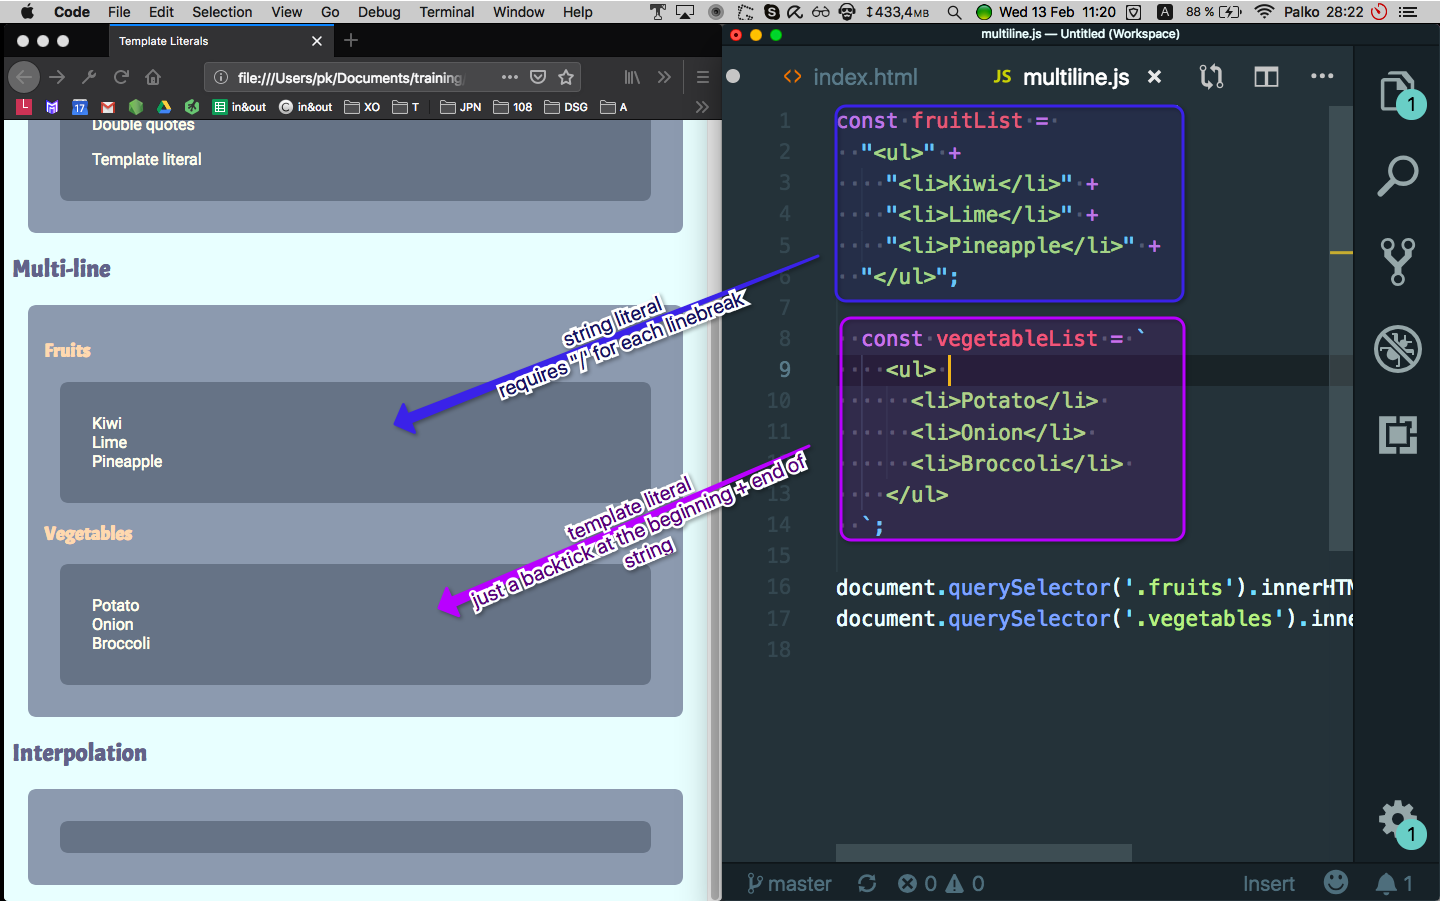 Code File Edit Selection View Go Debug Terminal Window Help 433,4MB Wed 13 Feb 11:20 A 88 % Palko 28:22
Template Literals
file:///Users/pk/Documents/training/
17 in&out in&out XO T JPN 108 DSG A
Double quotes
Template literal
Multi-line
Fruits
Kiwi
Lime
Pineapple
Vegetables
Potato
Onion
Broccoli
Interpolation
string literal
requires "/" for each linebreak
template literal
just a backtick at the beginning + end of
string
multiline.js — Untitled (Workspace)
index.html JS multiline.js
1 const fruitList =
2 "<ul>" +
3 "<li>Kiwi</li>" +
4 "<li>Lime</li>" +
5 "<li>Pineapple</li>" +
6 "</ul>";
7
8 const vegetableList = `
9 <ul>
10 <li>Potato</li>
11 <li>Onion</li>
12 <li>Broccoli</li>
13 </ul>
14 `;
15
16 document.querySelector('.fruits').innerHTM
17 document.querySelector('.vegetables').inne
18
1
1
master 0 0 Insert 1